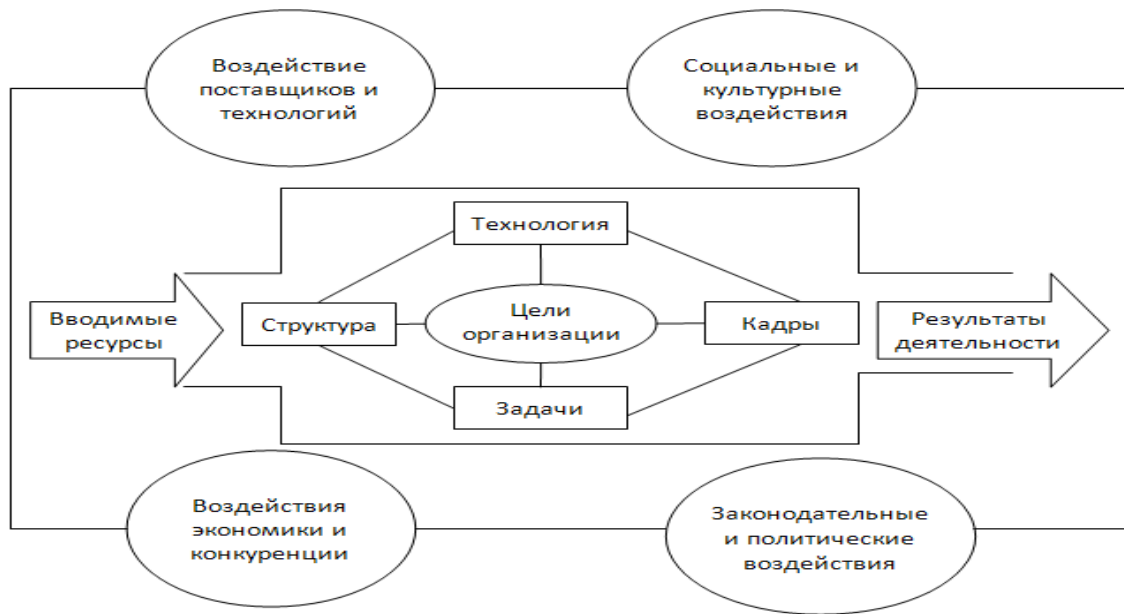 Воздействие
поставщиков и
технологий
Социальные и
культурные
воздействия
Технология
Вводимые
ресурсы
Структура
Цели
организации
Кадры
Результаты
деятельности
Задачи
Воздействия
экономики и
конкуренции
Законодательные
и политические
воздействия